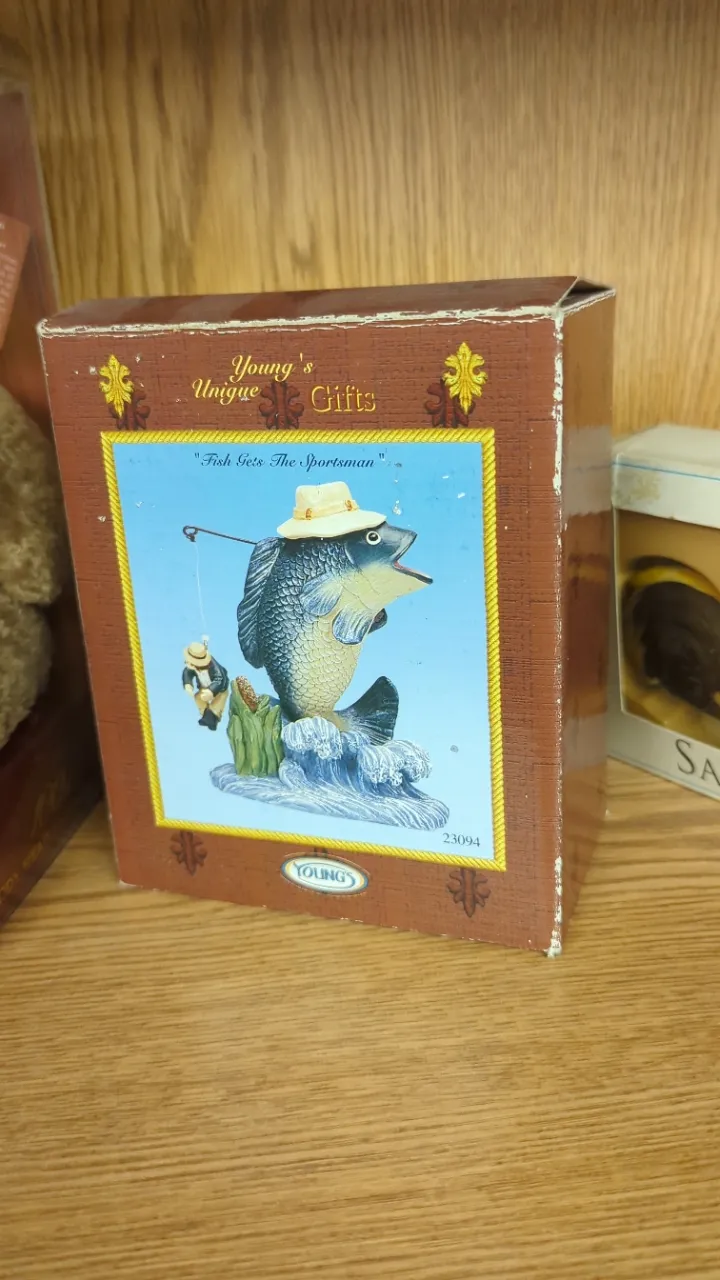 Young's
Unique Gifts
"Fish Gets The Sportsman"
23094
YOUNG'S
SA